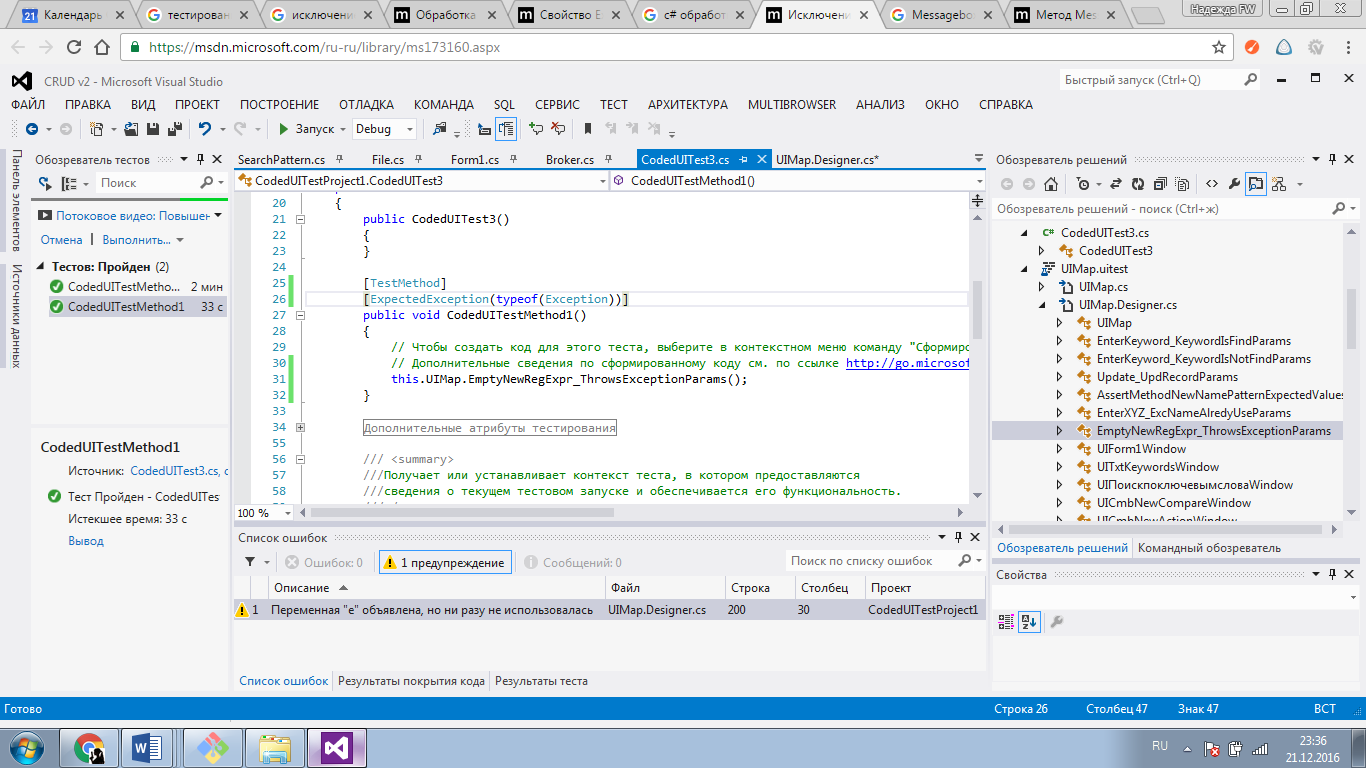 Календарь
тестирован
исключени
Обработка
Свойство E
c# обработ
Исключени
Messagebo
Метод Mes
Надежда FW
https://msdn.microsoft.com/ru-ru/library/ms173160.aspx
CRUD v2 - Microsoft Visual Studio
Быстрый запуск (Ctrl+Q)
ФАЙЛ ПРАВКА ВИД ПРОЕКТ ПОСТРОЕНИЕ ОТЛАДКА КОМАНДА SQL СЕРВИС ТЕСТ АРХИТЕКТУРА MULTIBROWSER АНАЛИЗ ОКНО СПРАВКА
Запуск Debug
Панель элементов
Источники данных
Обозреватель тестов
Поиск
Потоковое видео: Повышен
Отмена | Выполнить...
Тестов: Пройден (2)
CodedUITestMetho... 2 мин
CodedUITestMethod1 33 с
CodedUITestMethod1
Источник: CodedUITest3.cs, с
Тест Пройден - CodedUITes
Истекшее время: 33 с
Вывод
SearchPattern.cs File.cs Form1.cs Broker.cs CodedUITest3.cs UIMap.Designer.cs*
CodedUITestProject1.CodedUITest3 CodedUITestMethod1()
20 {
21 public CodedUITest3()
22 {
23 }
24
25 [TestMethod]
26 [ExpectedException(typeof(Exception))]
27 public void CodedUITestMethod1()
28 {
29 // Чтобы создать код для этого теста, выберите в контекстном меню команду "Сформиро
30 // Дополнительные сведения по сформированному коду см. по ссылке http://go.microsof
31 this.UIMap.EmptyNewRegExpr_ThrowsExceptionParams();
32 }
33
34 Дополнительные атрибуты тестирования
55
56 /// <summary>
57 ///Получает или устанавливает контекст теста, в котором предоставляются
58 ///сведения о текущем тестовом запуске и обеспечивается его функциональность.
100 %
Список ошибок
Ошибок: 0 1 предупреждение Сообщений: 0 Поиск по списку ошибок
Описание Файл Строка Столбец Проект
1 Переменная "e" объявлена, но ни разу не использовалась UIMap.Designer.cs 200 30 CodedUITestProject1
Список ошибок Результаты покрытия кода Результаты теста
Обозреватель решений
Обозреватель решений - поиск (Ctrl+ж)
C# CodedUITest3.cs
CodedUITest3
UIMap.uitest
UIMap.cs
UIMap.Designer.cs
UIMap
EnterKeyword_KeywordIsFindParams
EnterKeyword_KeywordIsNotFindParams
Update_UpdRecordParams
AssertMethodNewNamePatternExpectedValues
EnterXYZ_ExcNameAlredyUseParams
EmptyNewRegExpr_ThrowsExceptionParams
UIForm1Window
UITxtKeywordsWindow
UIПоискпоключевымсловаWindow
UICmbNewCompareWindow
UICmbNewActionWindow
Обозреватель решений Командный обозреватель
Свойства
Готово Строка 26 Столбец 47 Знак 47 ВСТ
RU
23:36
21.12.2016